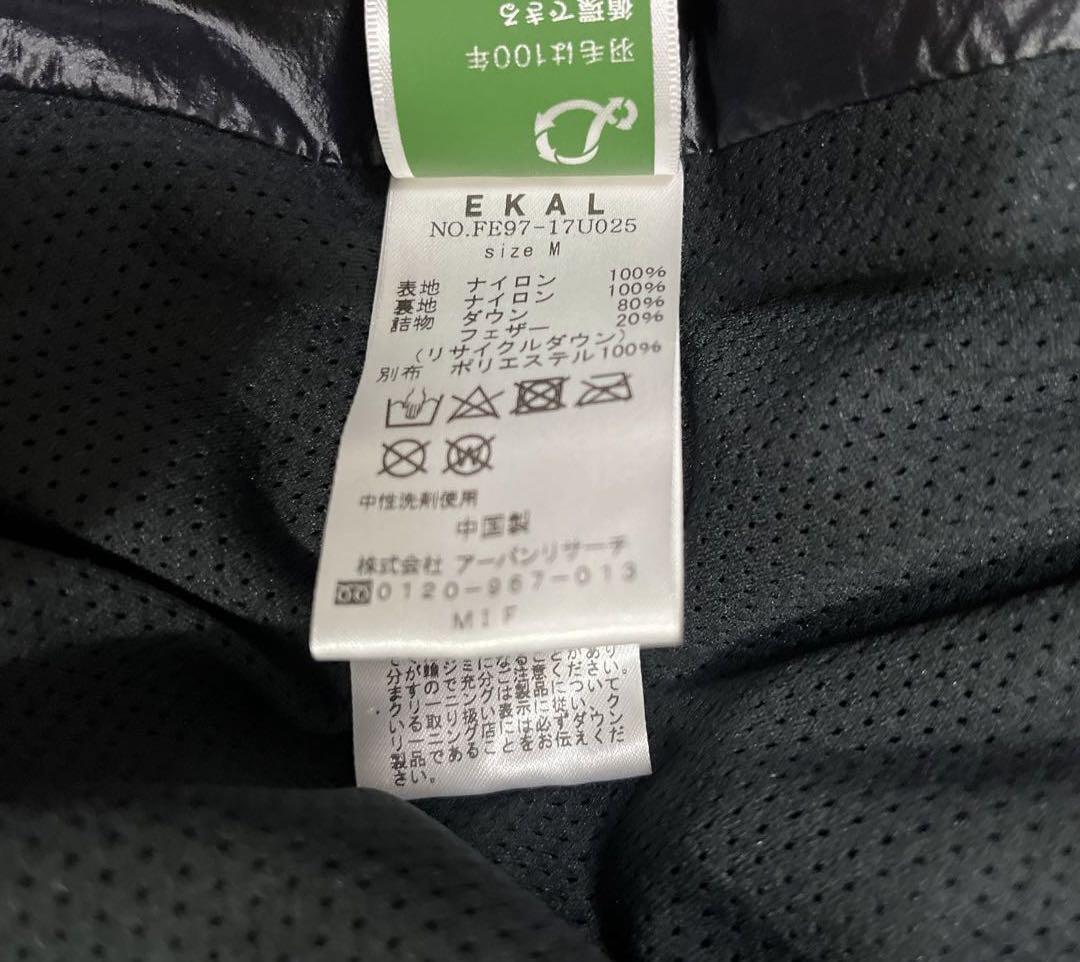 羽毛は100年
循環できる
EKAL
NO.FE97-17U025
size M
表地 ナイロン 100%
裏地 ナイロン 100%
詰物 ダウン 80%
フェザー 20%
(リサイクルダウン)
別布 ポリエステル100%
中性洗剤使用
中国製
株式会社 アーバンリサーチ
0120-967-013
MIF